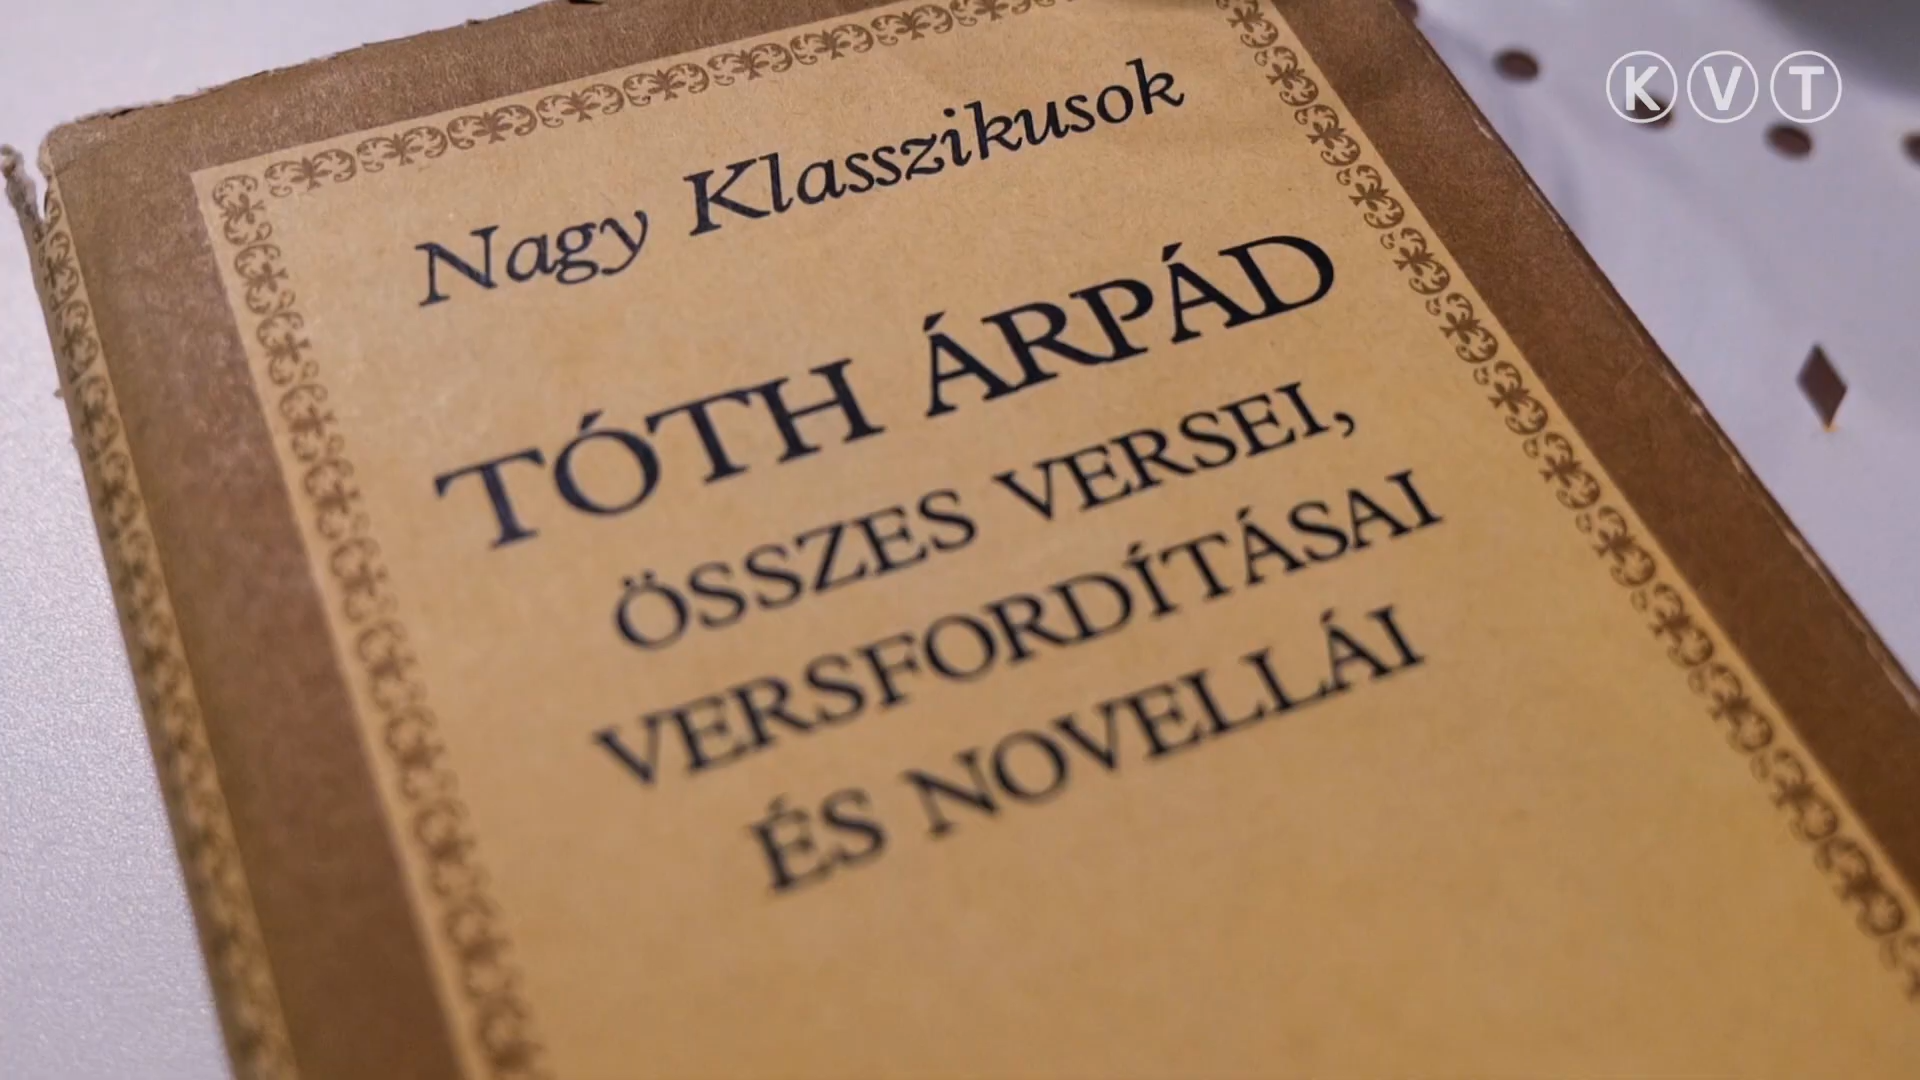 KVT
Nagy Klasszikusok
TÓTH ÁRPÁD
ÖSSZES VERSEI,
VERSFORDÍTÁSAI
ÉS NOVELLÁI